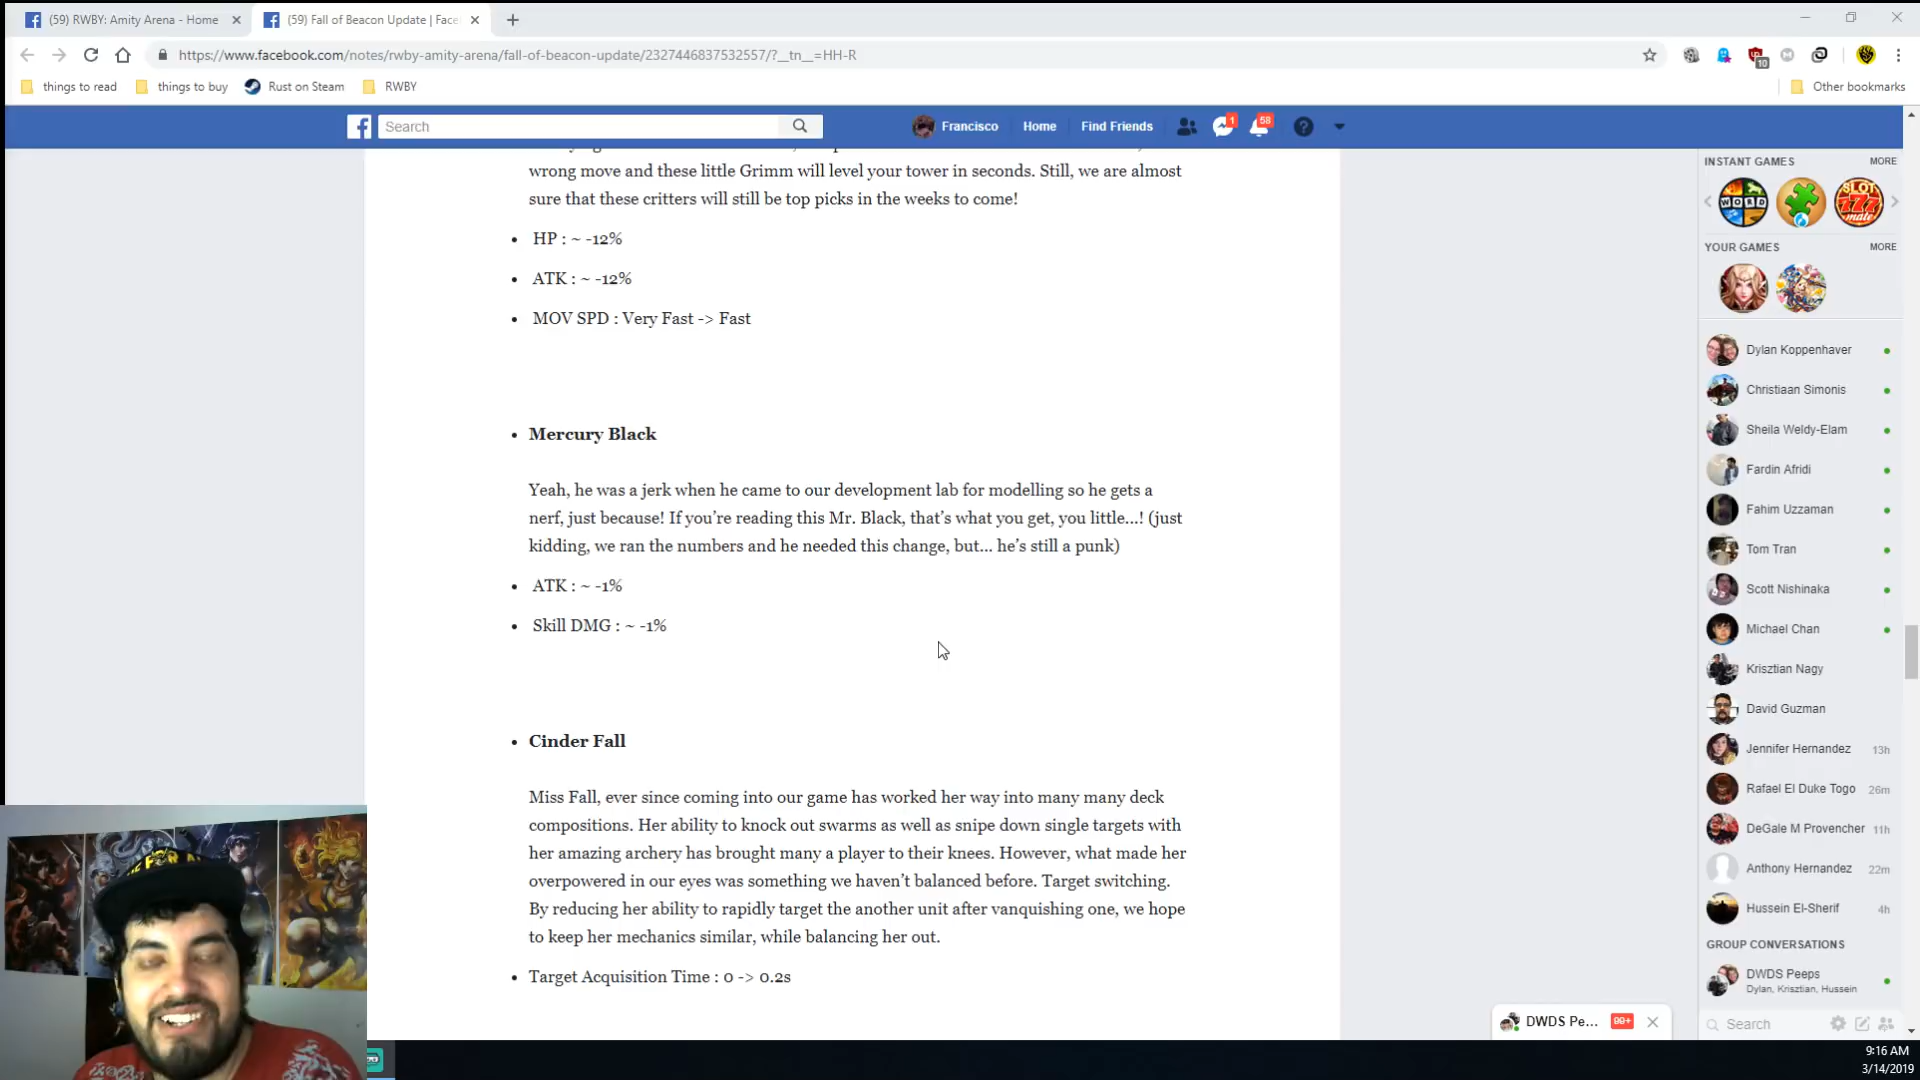 (59) RWBY: Amity Arena - Home
(59) Fall of Beacon Update | Face
https://www.facebook.com/notes/rwby-amity-arena/fall-of-beacon-update/2327446837532557/?__tn__=HH-R
10
things to read
things to buy
Rust on Steam
RWBY
Other bookmarks
Search
Francisco
Home
Find Friends
1
58
wrong move and these little Grimm will level your tower in seconds. Still, we are almost
sure that these critters will still be top picks in the weeks to come!
• HP : ~ -12%
• ATK : ~ -12%
• MOV SPD : Very Fast -> Fast
• Mercury Black
Yeah, he was a jerk when he came to our development lab for modelling so he gets a
nerf, just because! If you're reading this Mr. Black, that's what you get, you little...! (just
kidding, we ran the numbers and he needed this change, but... he's still a punk)
• ATK : ~ -1%
• Skill DMG : ~ -1%
• Cinder Fall
Miss Fall, ever since coming into our game has worked her way into many many deck
compositions. Her ability to knock out swarms as well as snipe down single targets with
her amazing archery has brought many a player to their knees. However, what made her
overpowered in our eyes was something we haven't balanced before. Target switching.
By reducing her ability to rapidly target the another unit after vanquishing one, we hope
to keep her mechanics similar, while balancing her out.
• Target Acquisition Time : 0 -> 0.2s
INSTANT GAMES
MORE
WORD
SLOT
777
mate
YOUR GAMES
MORE
Dylan Koppenhaver
Christiaan Simonis
Sheila Weldy-Elam
Fardin Afridi
Fahim Uzzaman
Tom Tran
Scott Nishinaka
Michael Chan
Krisztian Nagy
David Guzman
Jennifer Hernandez 13h
Rafael El Duke Togo 26m
DeGale M Provencher 11h
Anthony Hernandez 22m
Hussein El-Sherif 4h
GROUP CONVERSATIONS
DWDS Peeps
Dylan, Krisztian, Hussein
Search
DWDS Pe...
99+
9:16 AM
3/14/2019